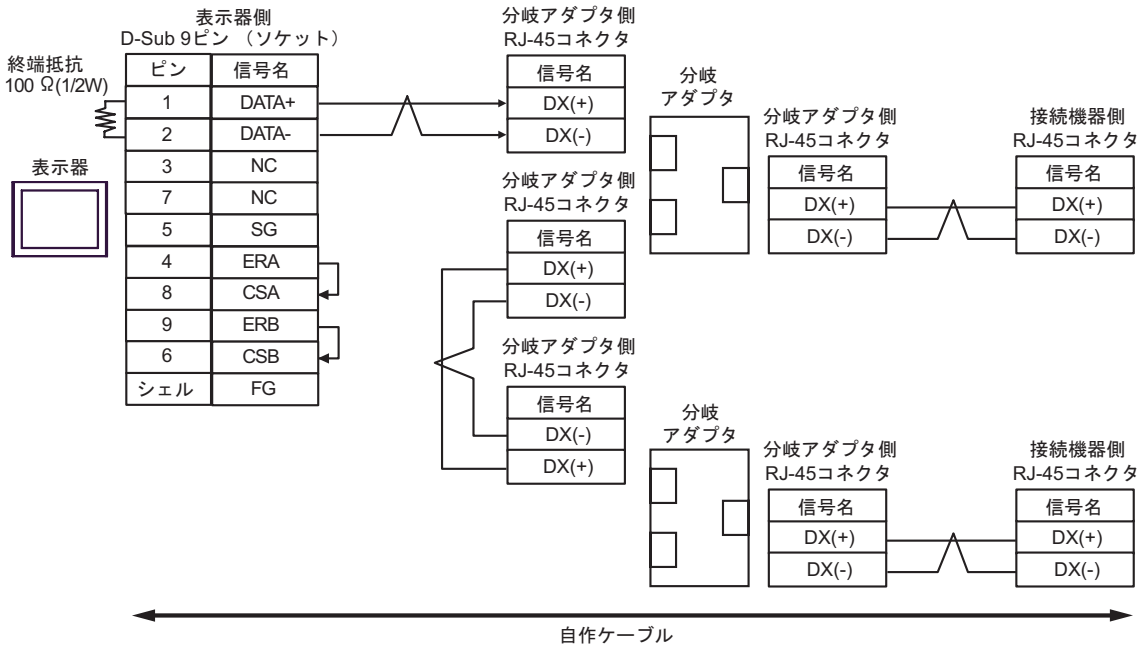 表示器側
D-Sub 9ピン （ソケット）
終端抵抗
100 Ω(1/2W)
ピン 信号名
1 DATA+
2 DATA-
3 NC
7 NC
5 SG
4 ERA
8 CSA
9 ERB
6 CSB
シェル FG
表示器
分岐アダプタ側
RJ-45コネクタ
信号名
DX(+)
DX(-)
分岐アダプタ側
RJ-45コネクタ
信号名
DX(+)
DX(-)
分岐アダプタ側
RJ-45コネクタ
信号名
DX(-)
DX(+)
分岐
アダプタ
分岐アダプタ側
RJ-45コネクタ
信号名
DX(+)
DX(-)
接続機器側
RJ-45コネクタ
信号名
DX(+)
DX(-)
分岐
アダプタ
分岐アダプタ側
RJ-45コネクタ
信号名
DX(+)
DX(-)
接続機器側
RJ-45コネクタ
信号名
DX(+)
DX(-)
自作ケーブル